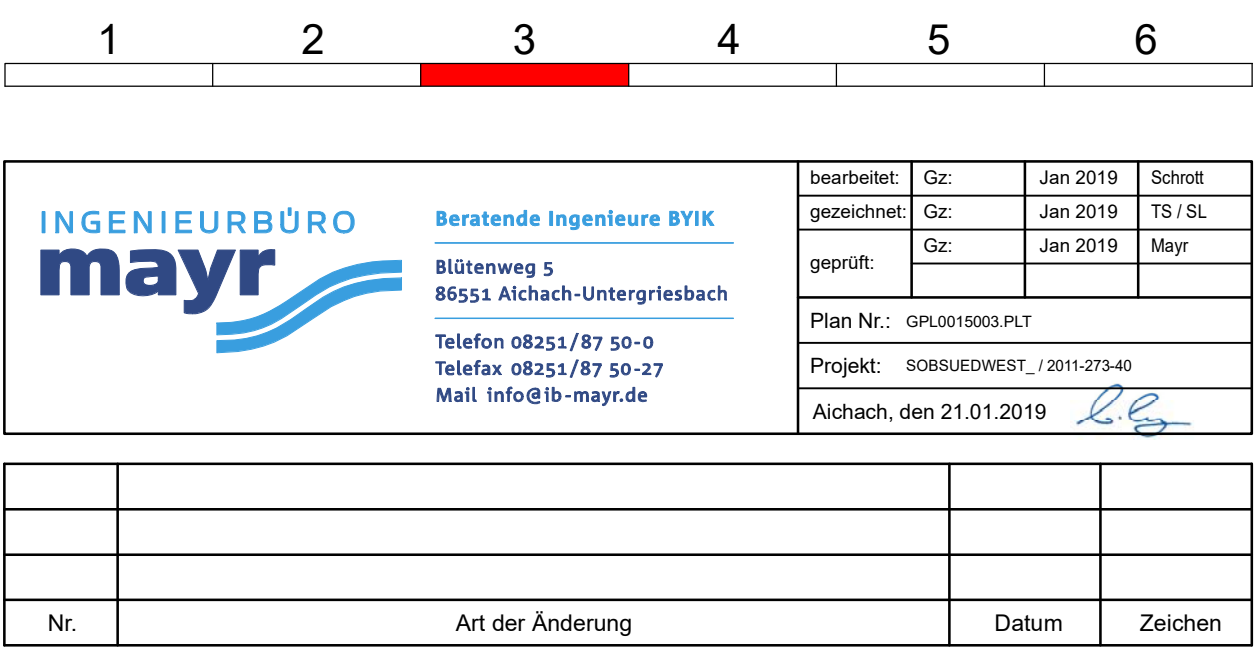 1 2 3 4 5 6
INGENIEURBÜRO
mayr
Beratende Ingenieure BYIK
Blütenweg 5
86551 Aichach-Untergriesbach
Telefon 08251/87 50-0
Telefax 08251/87 50-27
Mail info@ib-mayr.de
bearbeitet: Gz: Jan 2019 Schrott
gezeichnet: Gz: Jan 2019 TS / SL
geprüft: Gz: Jan 2019 Mayr
Plan Nr.: GPL0015003.PLT
Projekt: SOBSUEDWEST_ / 2011-273-40
Aichach, den 21.01.2019
Nr. Art der Änderung Datum Zeichen